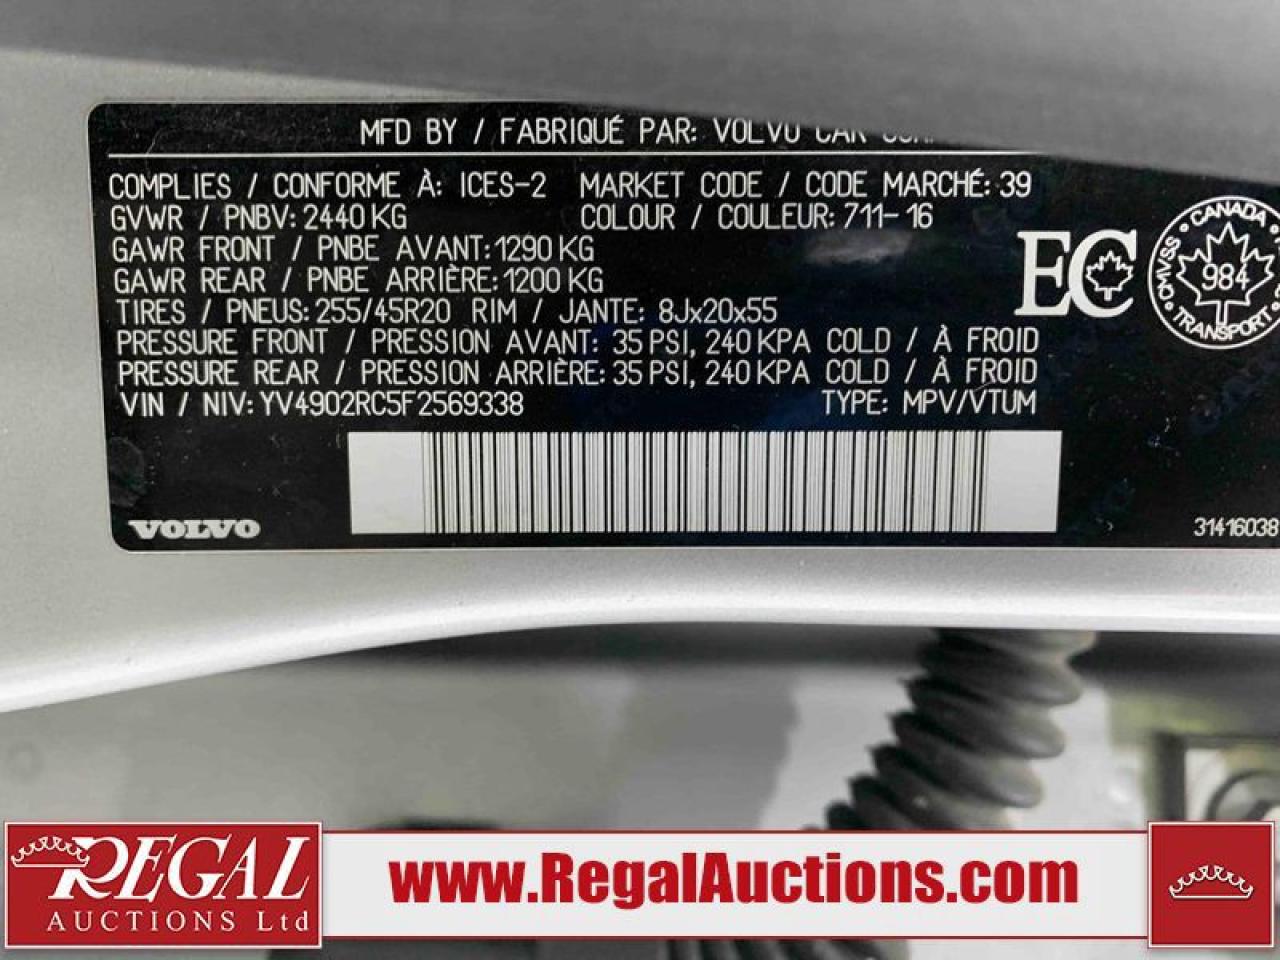 MFD BY / FABRIQUÉ PAR: VOLVO CAR
COMPLIES / CONFORME À: ICES-2 MARKET CODE / CODE MARCHÉ: 39
GVWR / PNBV: 2440 KG COLOUR / COULEUR: 711-16
GAWR FRONT / PNBE AVANT: 1290 KG
GAWR REAR / PNBE ARRIÈRE: 1200 KG
TIRES / PNEUS: 255/45R20 RIM / JANTE: 8Jx20x55
PRESSURE FRONT / PRESSION AVANT: 35 PSI, 240 KPA COLD / À FROID
PRESSURE REAR / PRESSION ARRIÈRE: 35 PSI, 240 KPA COLD / À FROID
VIN / NIV: YV4902RC5F2569338 TYPE: MPV/VTUM
EC
CANADA
CMVSS
984
TRANSPORT
VOLVO
31416038
REGAL
AUCTIONS Ltd
www.RegalAuctions.com